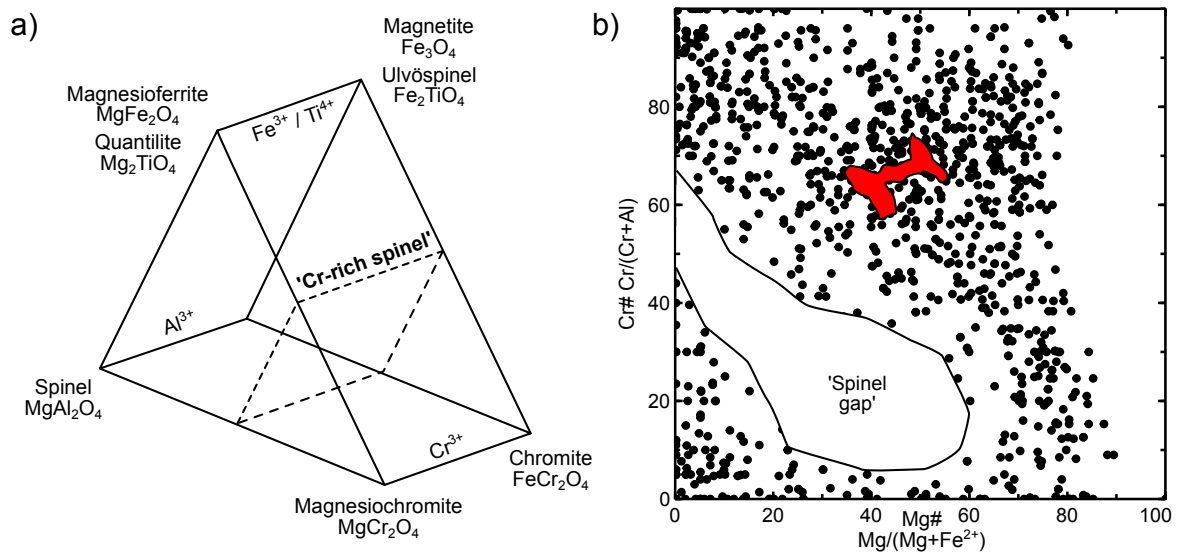 a)
Magnetite
Fe₃O₄
Ulvöspinel
Fe₂TiO₄
Magnesioferrite
MgFe₂O₄
Quantilite
Mg₂TiO₄
Fe³⁺ / Ti⁴⁺
'Cr-rich spinel'
Al³⁺
Spinel
MgAl₂O₄
Cr³⁺
Chromite
FeCr₂O₄
Magnesiochromite
MgCr₂O₄
b)
Cr# Cr/(Cr+Al)
80
60
40
20
0
'Spinel
gap'
0 20 40 60 80 100
Mg#
Mg/(Mg+Fe²⁺)